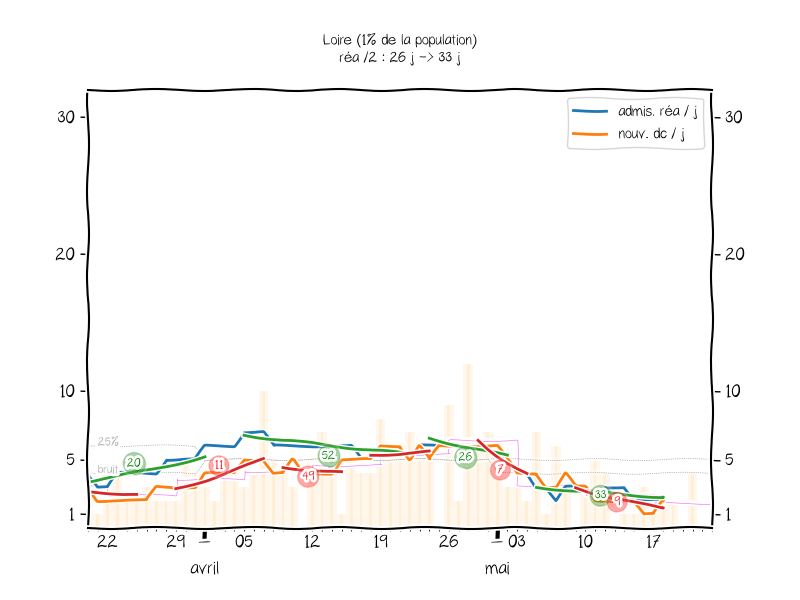 Loire (1% de la population)
réa /2 : 26 j -> 33 j
admis. réa / j
nouv. dc / j
30
30
20
20
10
10
25%
5
5
bruit
1
1
20
11
52
49
26
7
33
9
22 29 05 12 19 26 03 10 17
avril mai